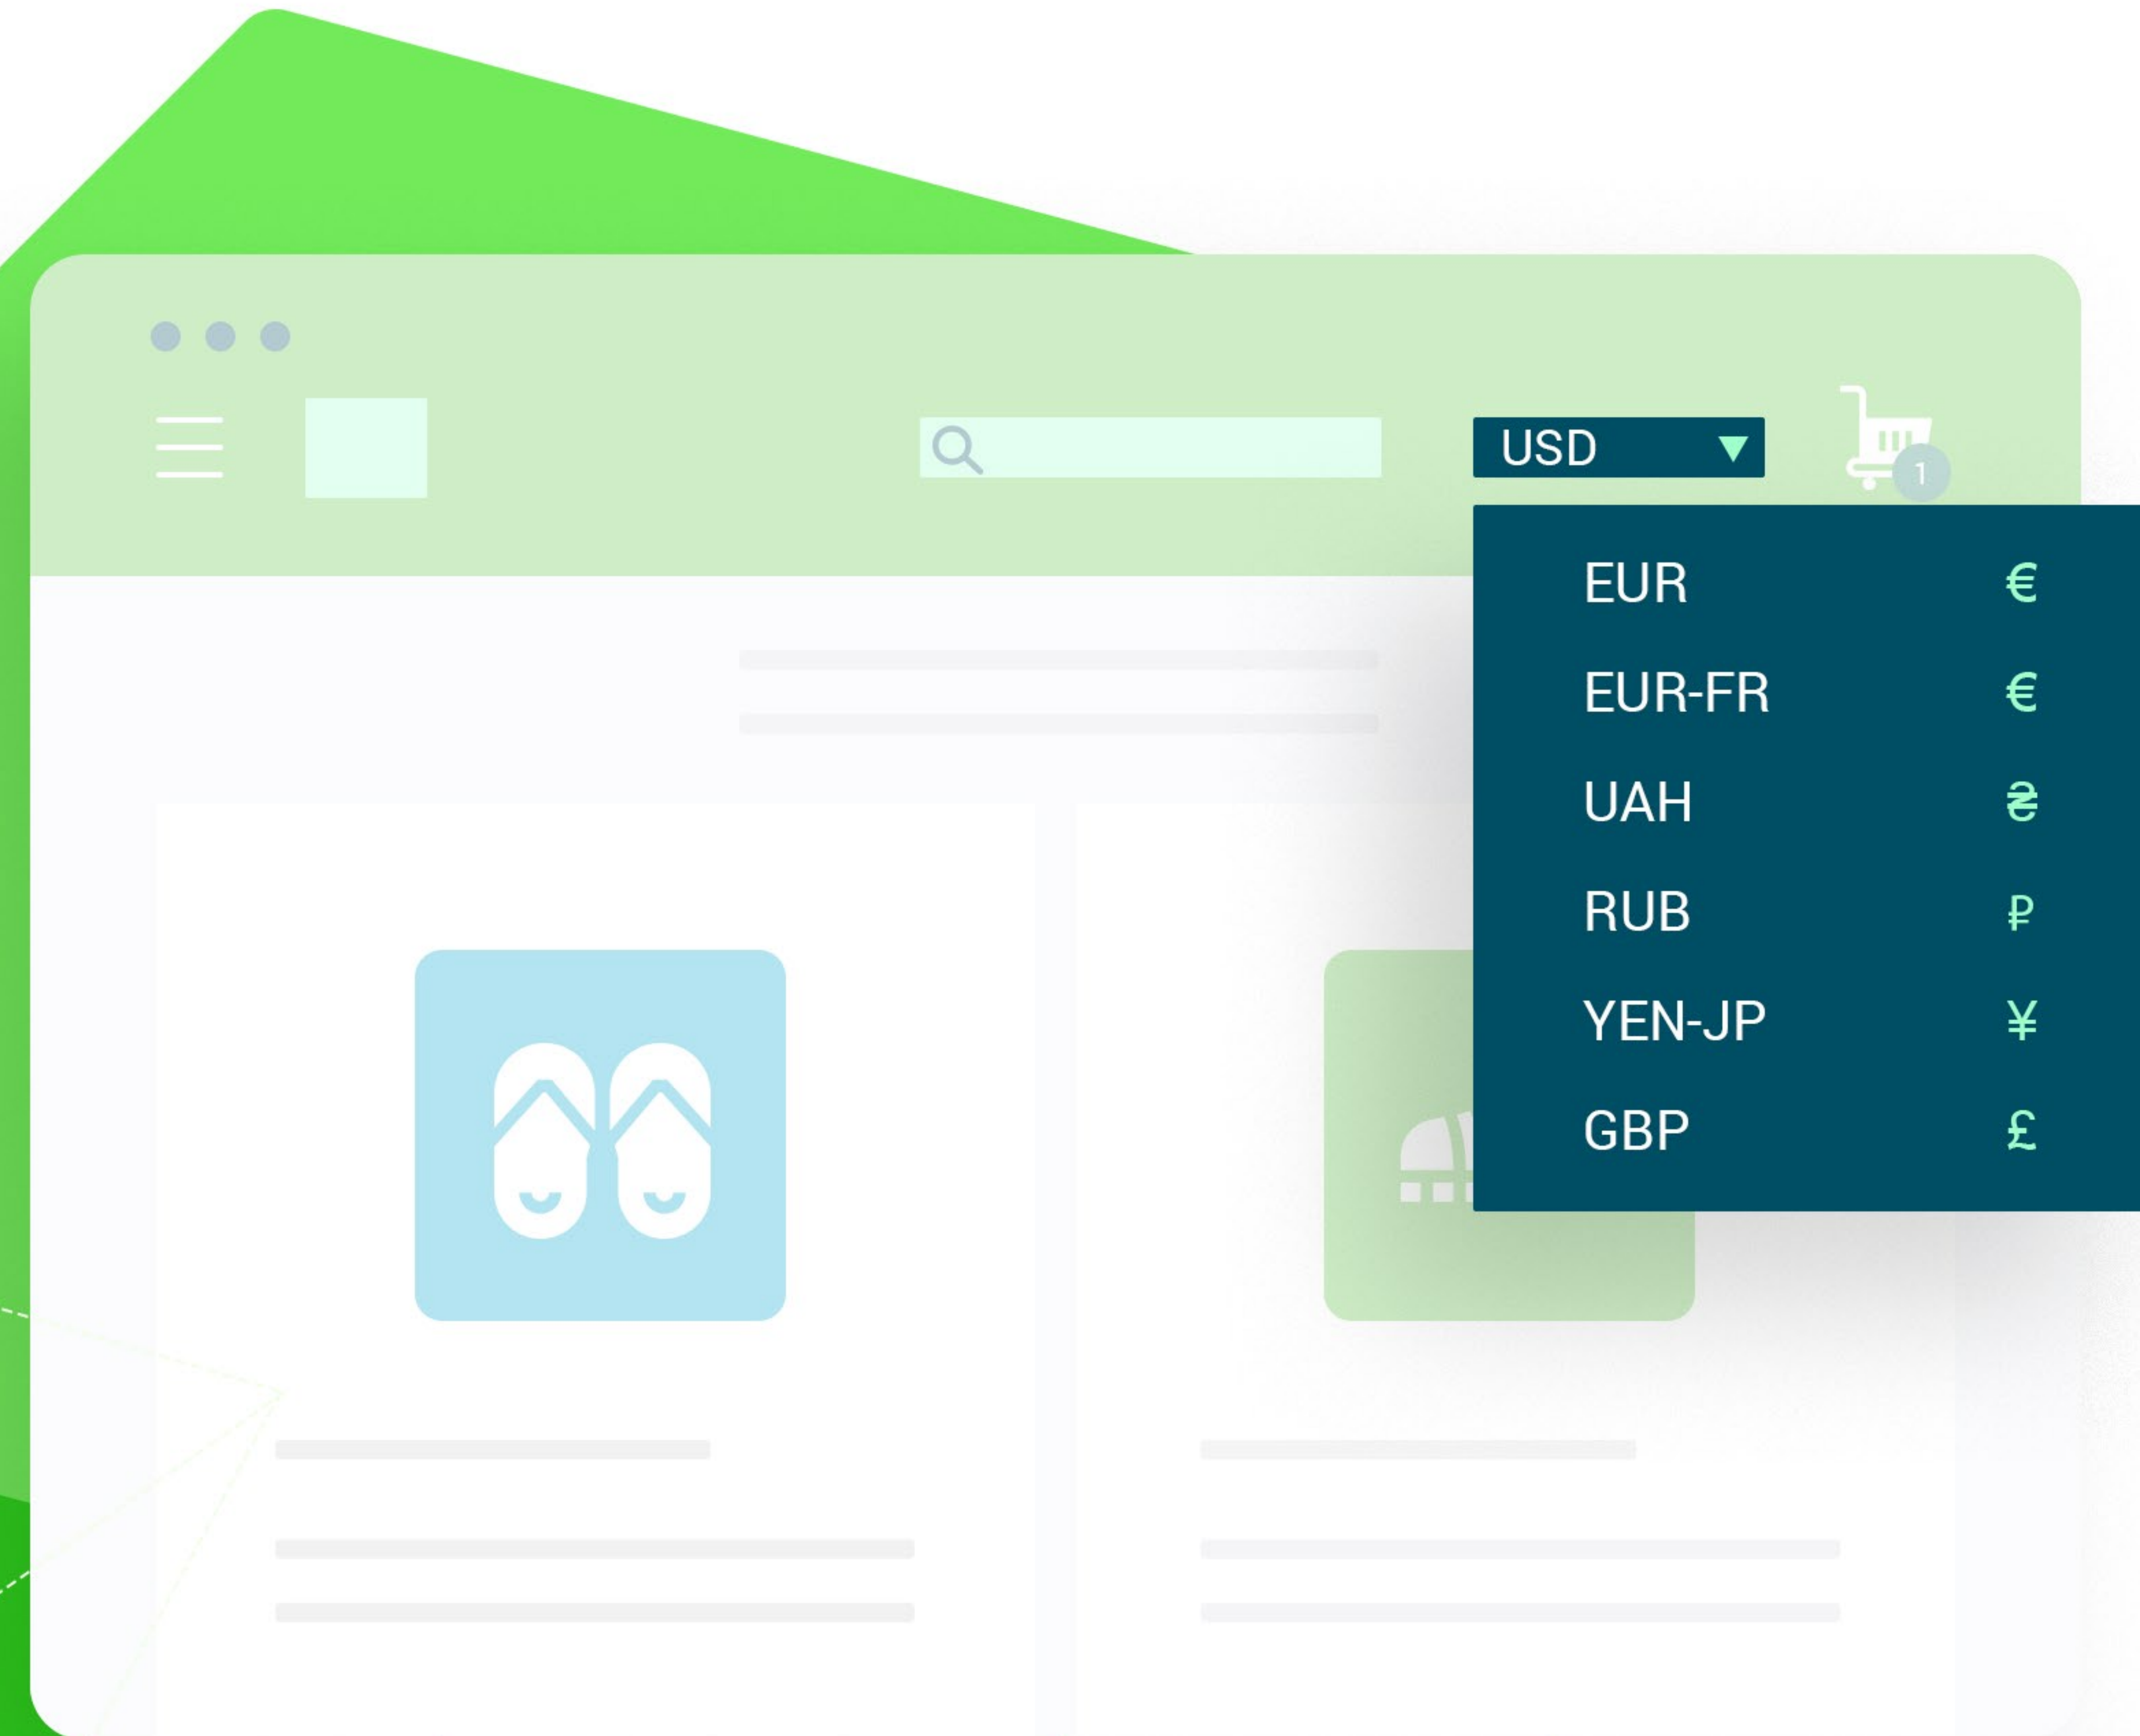 USD ▼
1
EUR €
EUR-FR €
UAH ₴
RUB ₽
YEN-JP ¥
GBP £